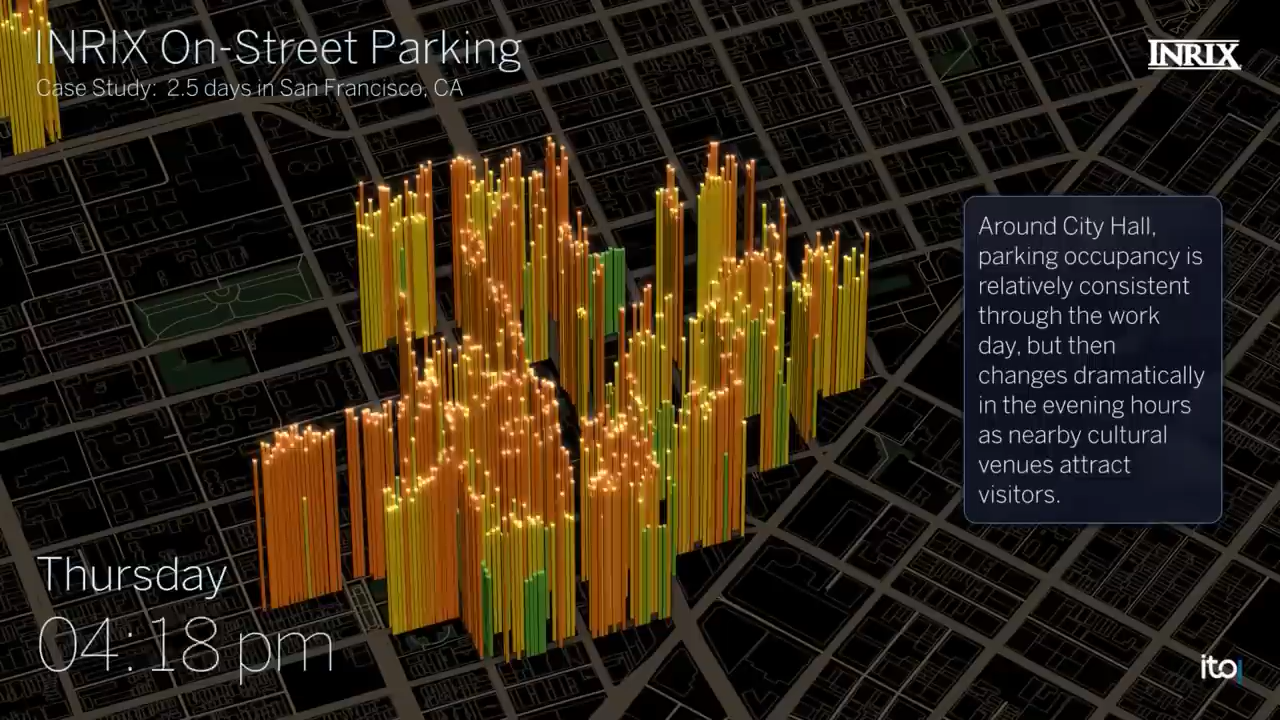 INRIX On-Street Parking
Case Study: 2.5 days in San Francisco, CA
INRIX
Around City Hall,
parking occupancy is
relatively consistent
through the work
day, but then
changes dramatically
in the evening hours
as nearby cultural
venues attract
visitors.
Thursday
04:18 pm
ito